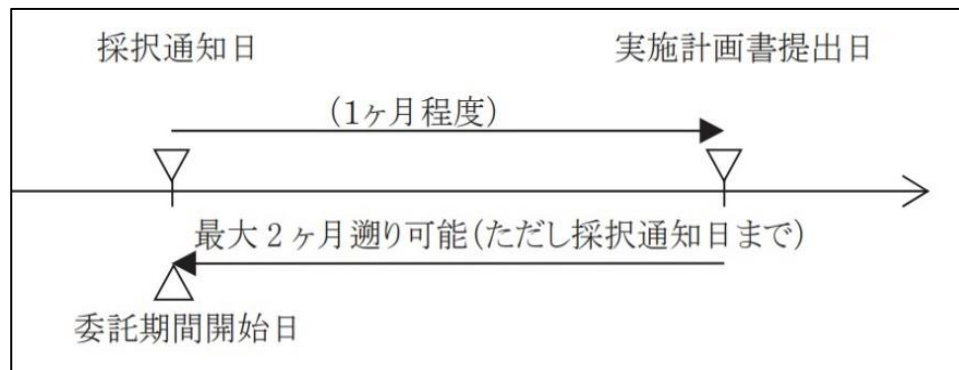 採択通知日
実施計画書提出日
(1ヶ月程度)
最大2ヶ月遡り可能(ただし採択通知日まで)
委託期間開始日